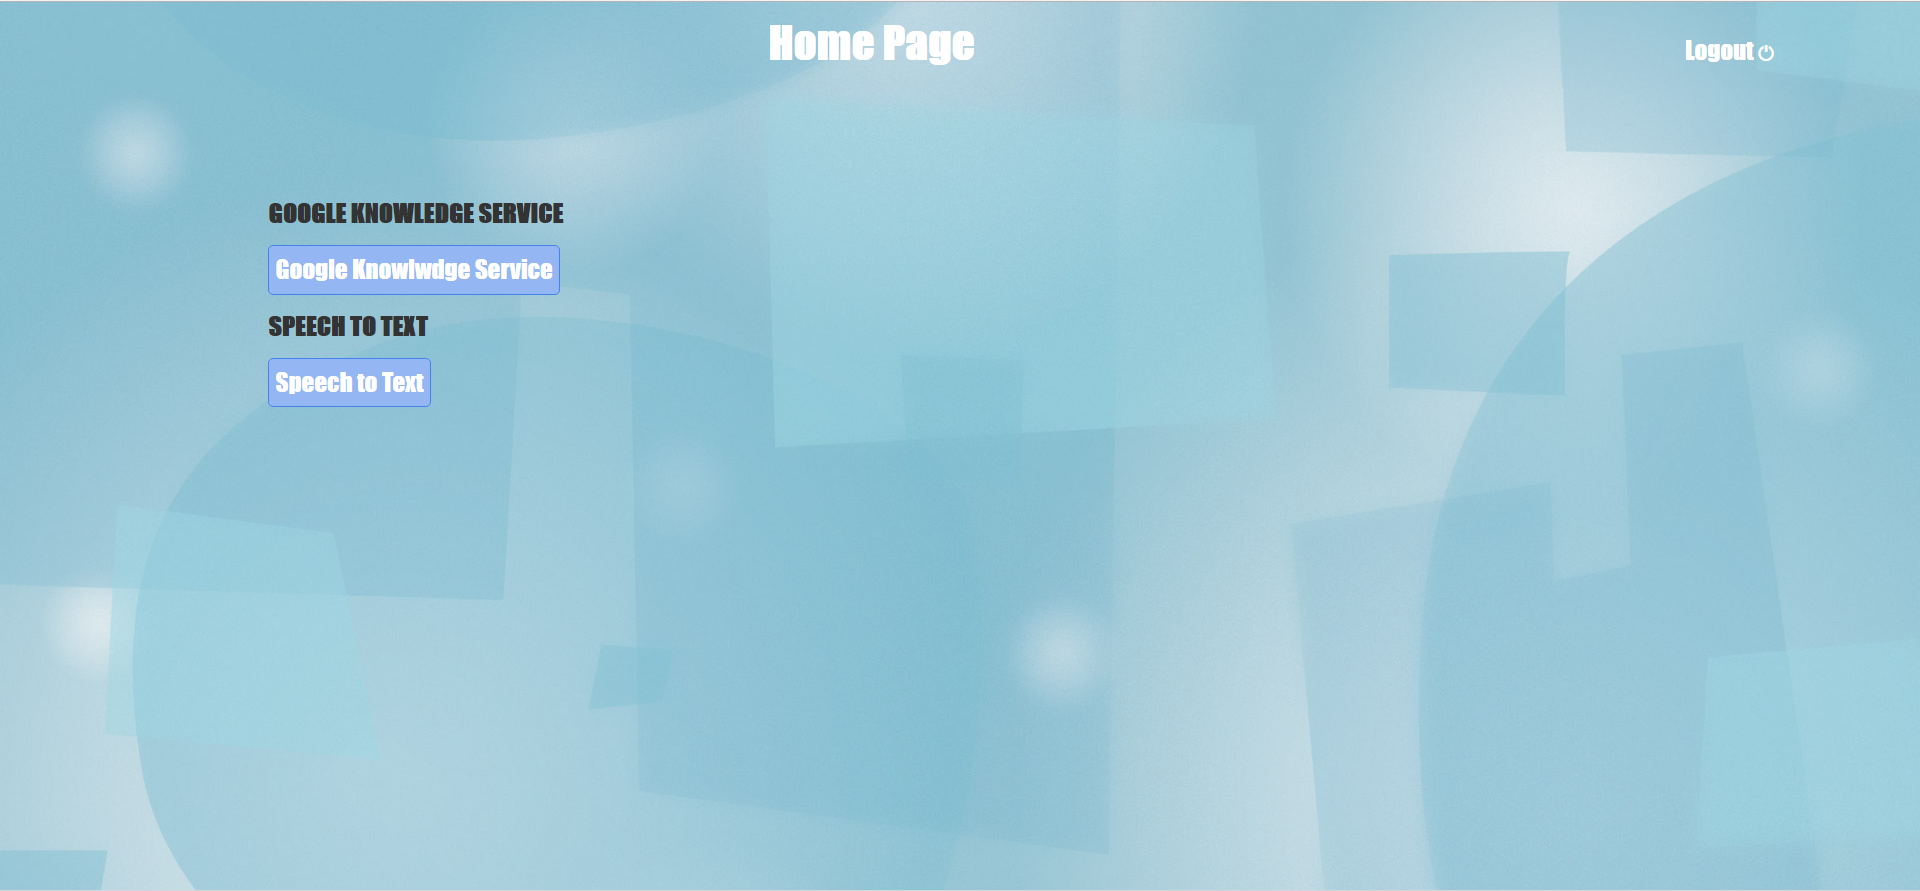 Home Page
Logout
GOOGLE KNOWLEDGE SERVICE
Google Knowlwdge Service
SPEECH TO TEXT
Speech to Text